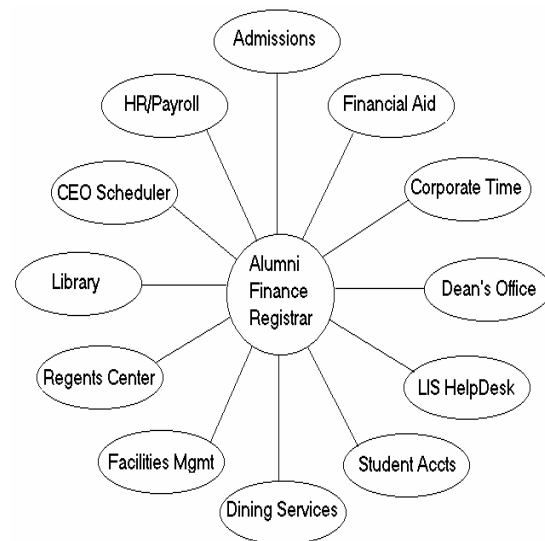 Admissions
HR/Payroll
Financial Aid
CEO Scheduler
Corporate Time
Library
Alumni
Finance
Registrar
Dean's Office
Regents Center
LIS HelpDesk
Facilities Mgmt
Student Accts
Dining Services